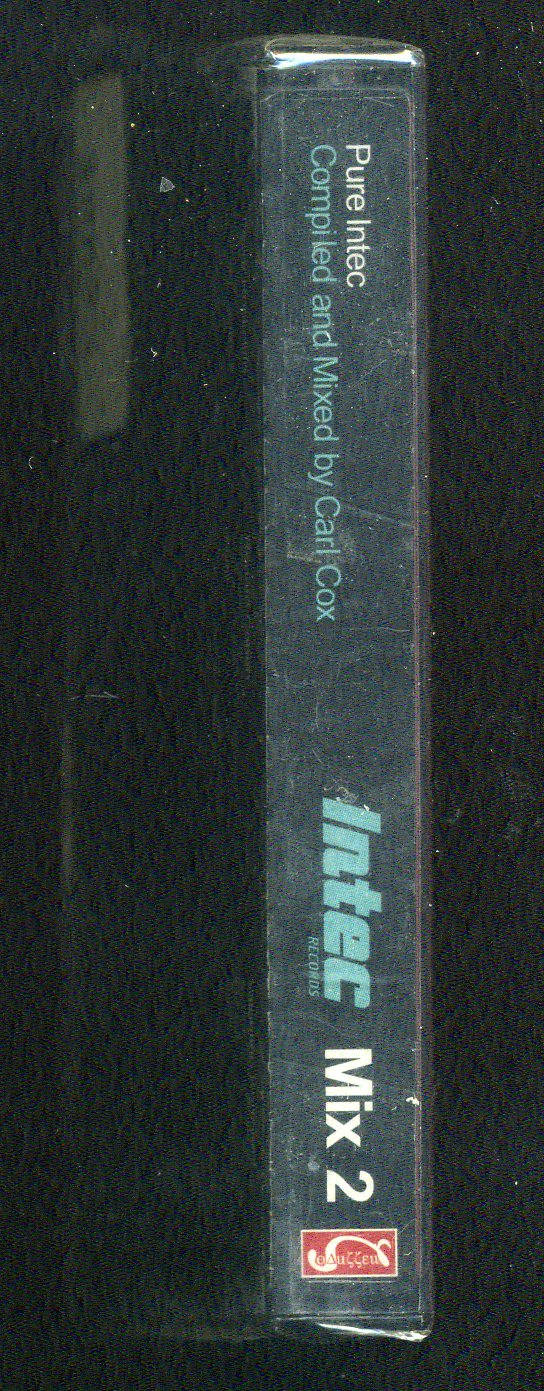 Pure Intec
Compiled and Mixed by Carl Cox
Intec
RECORDS
Mix 2